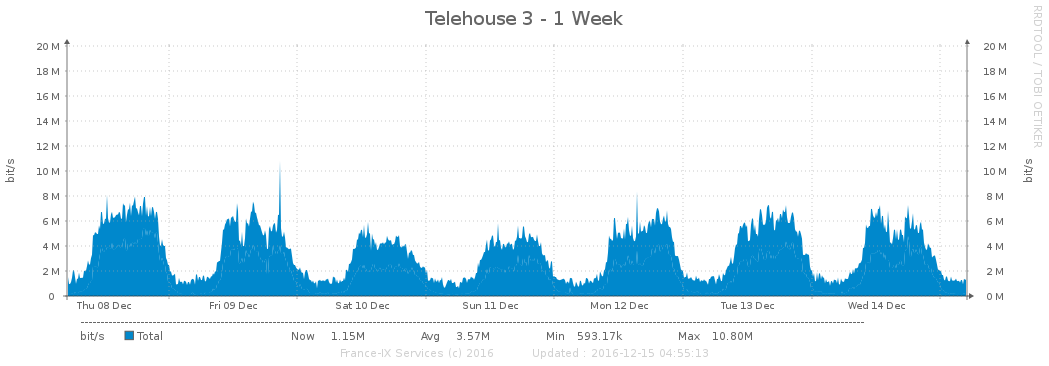 Telehouse 3 - 1 Week
RRDTOOL / TOBI OETIKER
20 M 20 M
18 M 18 M
16 M 16 M
14 M 14 M
12 M 12 M
10 M 10 M
8 M 8 M
6 M 6 M
4 M 4 M
2 M 2 M
0 0 M
bit/s
bit/s
Thu 08 Dec Fri 09 Dec Sat 10 Dec Sun 11 Dec Mon 12 Dec Tue 13 Dec Wed 14 Dec
bit/s Total Now 1.15M Avg 3.57M Min 593.17k Max 10.80M
France-IX Services (c) 2016 Updated : 2016-12-15 04:55:13